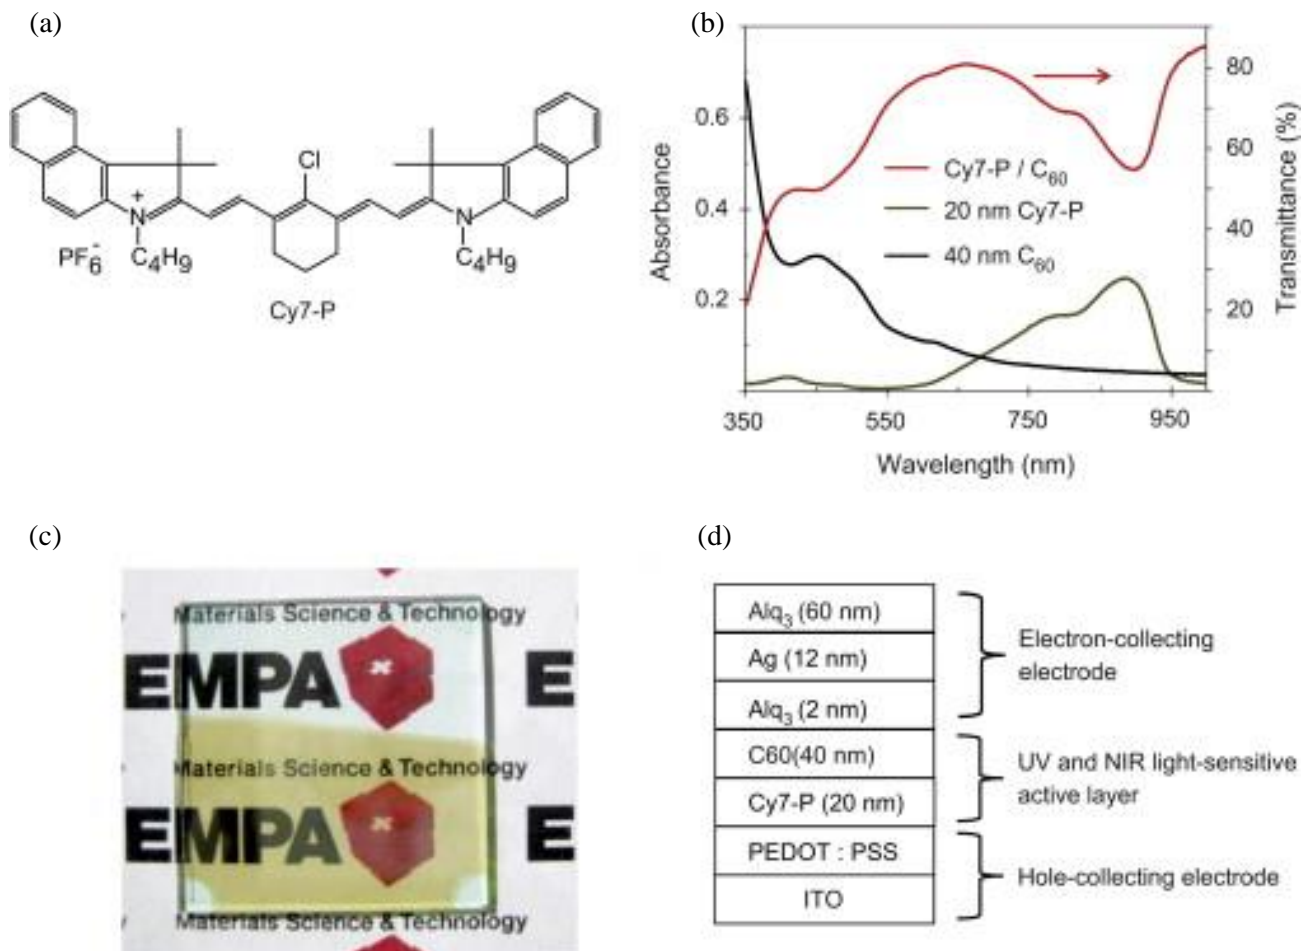 (a)
Cl
N
+
N
PF6-
C4H9
C4H9
Cy7-P
(b)
Absorbance
0.6
0.4
0.2
Cy7-P / C60
20 nm Cy7-P
40 nm C60
80
60
40
20
Transmittance (%)
350 550 750 950
Wavelength (nm)
(c)
Materials Science & Technology
EMPA E
Materials Science & Technology
EMPA E
Materials Science & Technology
(d)
Alq3 (60 nm)
Ag (12 nm)
Alq3 (2 nm)
C60(40 nm)
Cy7-P (20 nm)
PEDOT : PSS
ITO
Electron-collecting
electrode
UV and NIR light-sensitive
active layer
Hole-collecting electrode